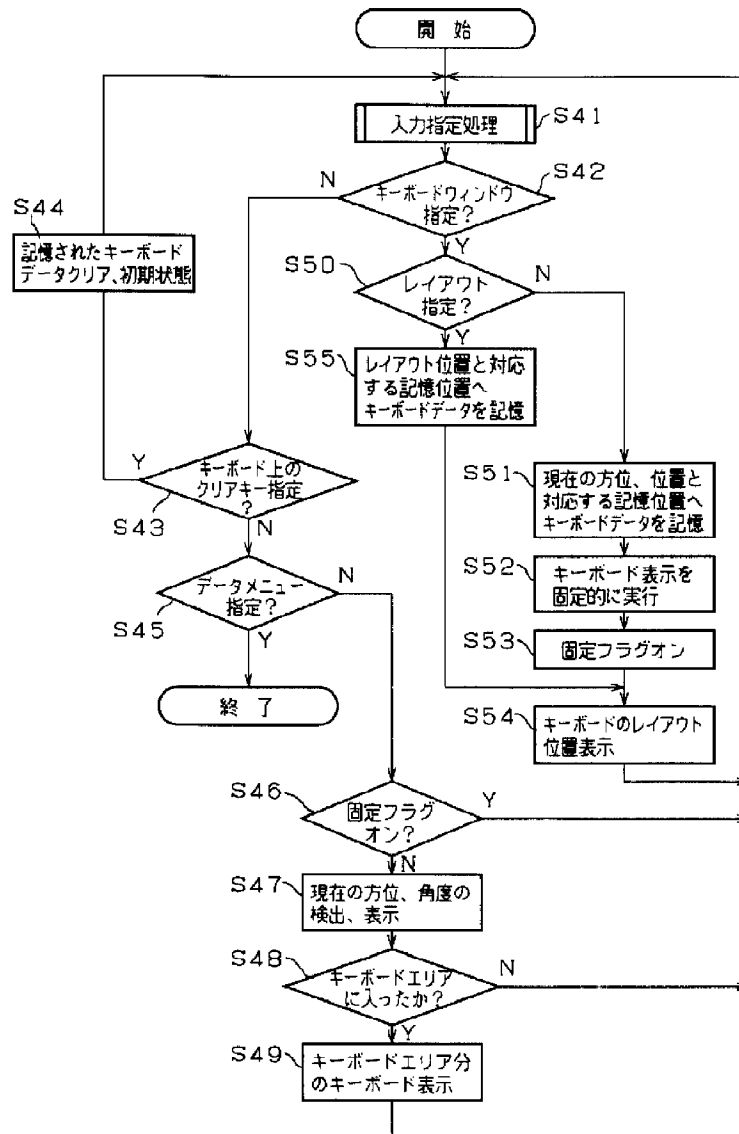 開始
入力指定処理
S41
キーボードウィンドウ
指定?
S42
N
Y
S44
記憶されたキーボード
データクリア、初期状態
S50
レイアウト
指定?
N
Y
S55
レイアウト位置と対応
する記憶位置へ
キーボードデータを記憶
Y
キーボード上の
クリアキー指定
?
S43
N
S51
現在の方位、位置と
対応する記憶位置へ
キーボードデータを記憶
データメニュー
指定?
N
S45
Y
S52
キーボード表示を
固定的に実行
S53
固定フラグオン
終了
S54
キーボードのレイアウト
位置表示
S46
固定フラグ
オン?
Y
N
S47
現在の方位、角度の
検出、表示
S48
キーボードエリア
に入ったか?
N
Y
S49
キーボードエリア分
のキーボード表示